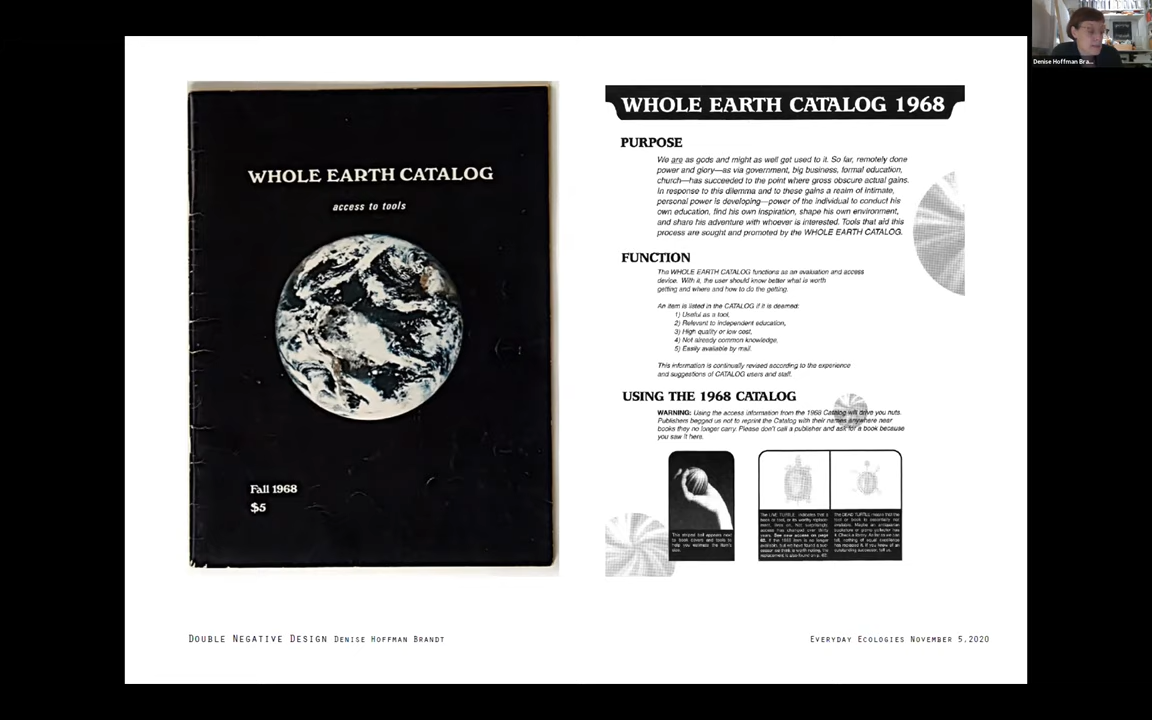 Denise Hoffman Bra...
WHOLE EARTH CATALOG
access to tools
Fall 1968
$5
WHOLE EARTH CATALOG 1968
PURPOSE
We are as gods and might as well get used to it. So far, remotely done
power and glory—as via government, big business, formal education,
church—has succeeded to the point where gross obscure actual gains.
In response to this dilemma and to these gains a realm of intimate,
personal power is developing—power of the individual to conduct his
own education, find his own inspiration, shape his own environment,
and share his adventure with whoever is interested. Tools that aid this
process are sought and promoted by the WHOLE EARTH CATALOG.
FUNCTION
The WHOLE EARTH CATALOG functions as an evaluation and access
device. With it, the user should know better what is worth
getting and where and how to do the getting.
An item is listed in the CATALOG if it is deemed:
1) Useful as a tool,
2) Relevant to independent education,
3) High quality or low cost,
4) Not already common knowledge,
5) Easily available by mail.
This information is continually revised according to the experience
and suggestions of CATALOG users and staff.
USING THE 1968 CATALOG
WARNING: Using the access information from the 1968 Catalog will drive you nuts.
Publishers begged us not to reprint the Catalog with their names anywhere near
books they no longer carry. Please don't call a publisher and ask for a book because
you saw it here.
DOUBLE NEGATIVE DESIGN DENISE HOFFMAN BRANDT
EVERYDAY ECOLOGIES NOVEMBER 5,2020